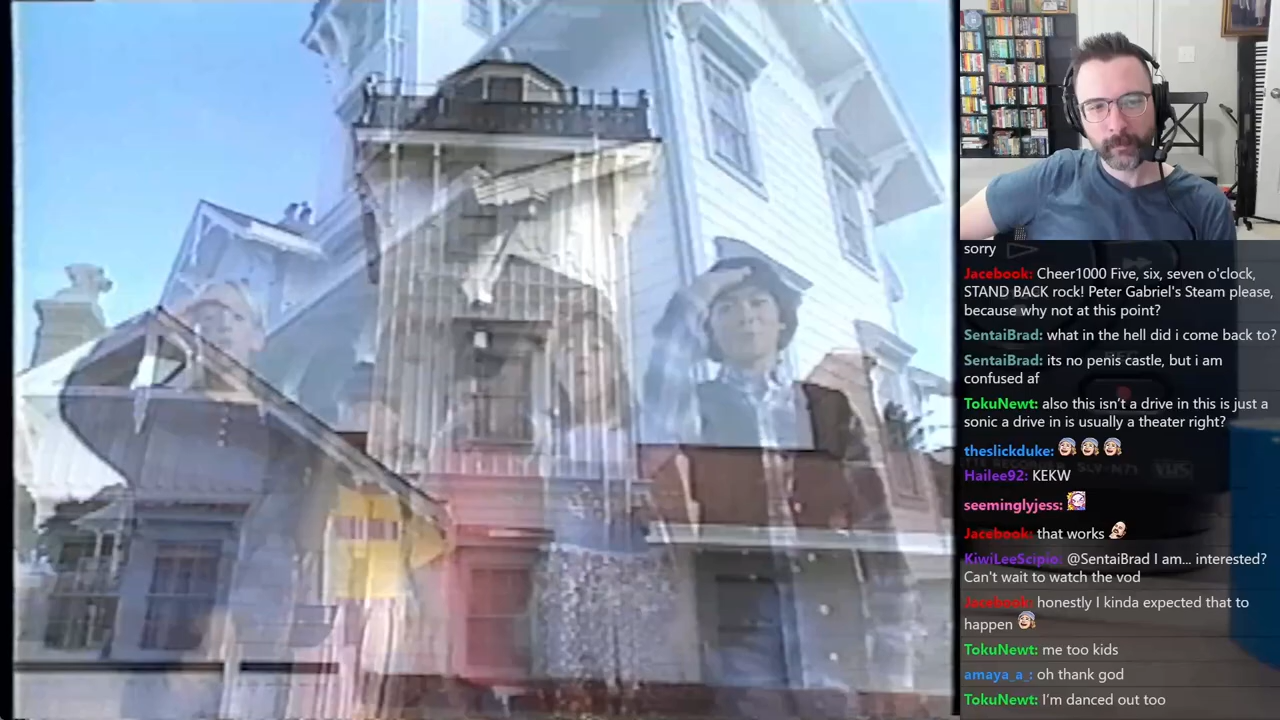 sorry
Jacebook: Cheer1000 Five, six, seven o'clock,
STAND BACK rock! Peter Gabriel's Steam please,
because why not at this point?
SentaiBrad: what in the hell did i come back to?
SentaiBrad: its no penis castle, but i am
confused af
TokuNewt: also this isn't a drive in this is just a
sonic a drive in is usually a theater right?
theslickduke:
Hailee92: KEKW
seeminglyjess:
Jacebook: that works
KiwiLeeScipio: @SentaiBrad I am... interested?
Can't wait to watch the vod
Jacebook: honestly I kinda expected that to
happen
TokuNewt: me too kids
amaya_a_: oh thank god
TokuNewt: I'm danced out too